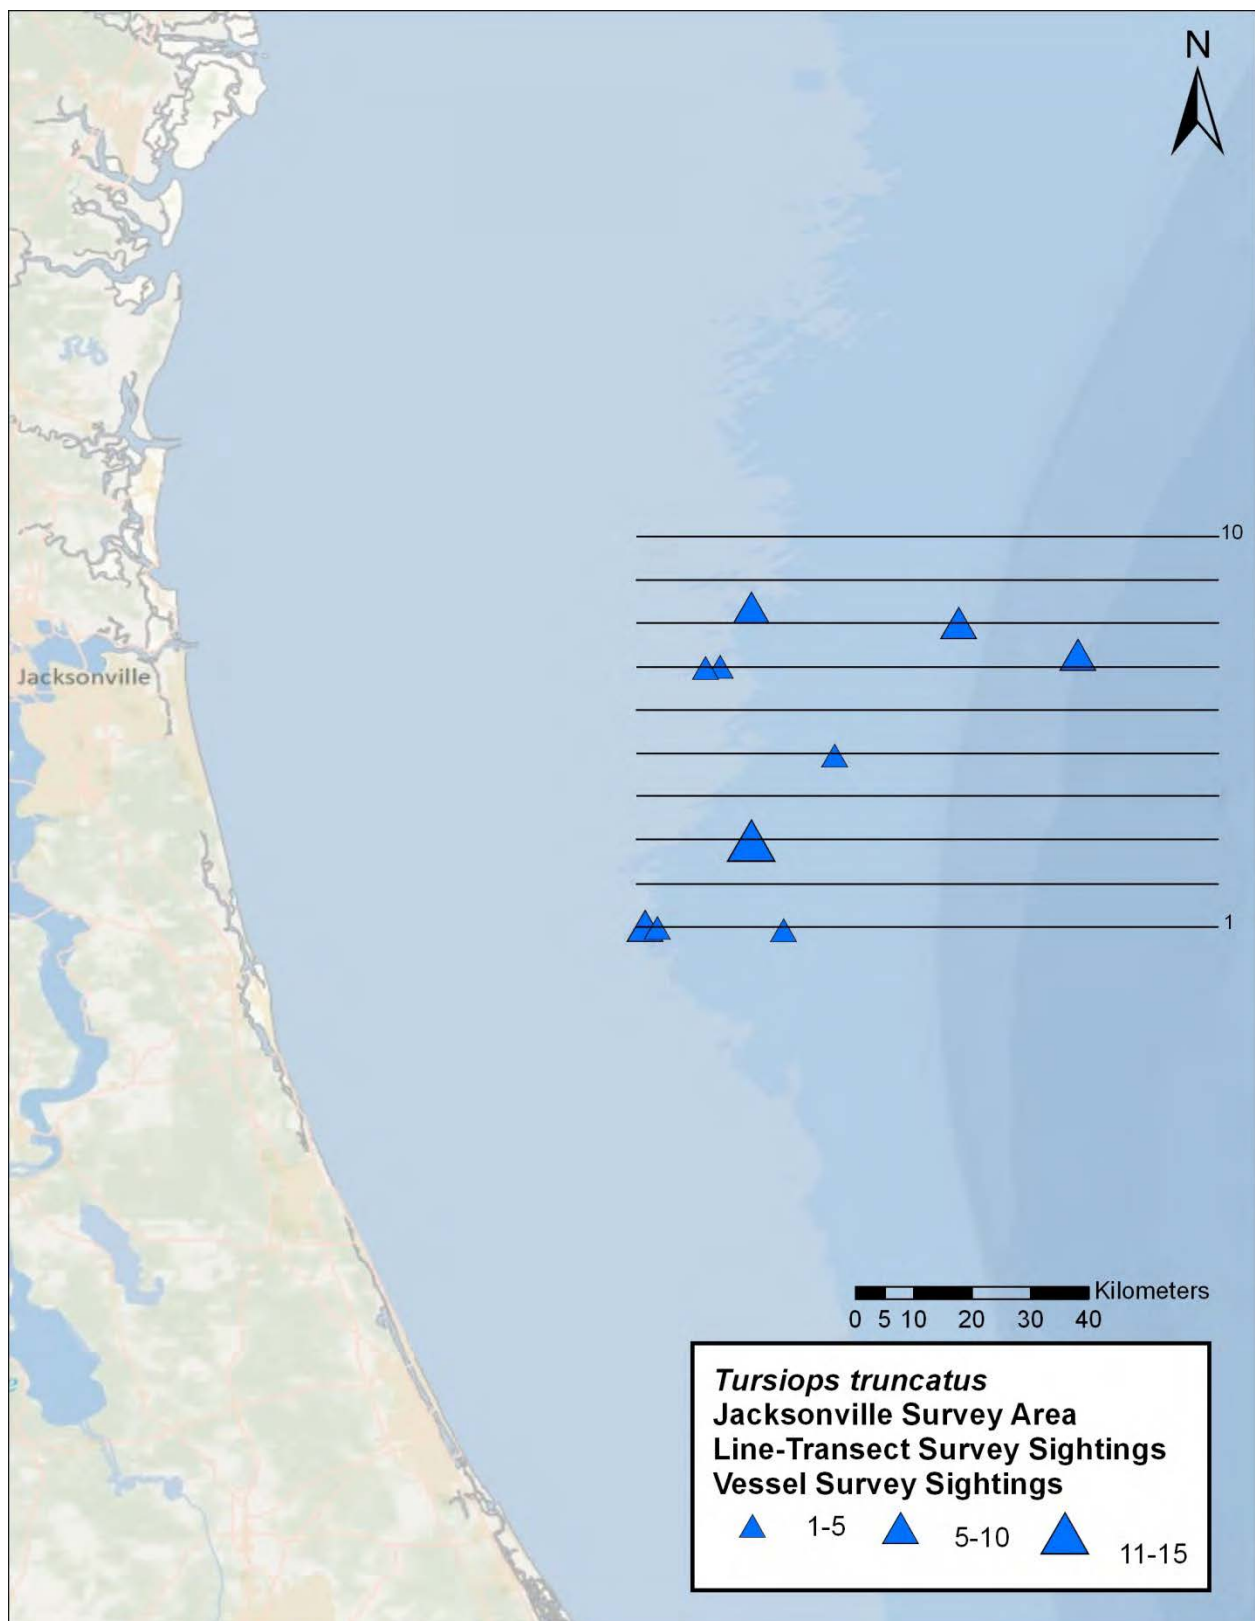 N
10
Jacksonville
1
Kilometers
0 5 10 20 30 40
Tursiops truncatus
Jacksonville Survey Area
Line-Transect Survey Sightings
Vessel Survey Sightings
1-5 5-10 11-15
e